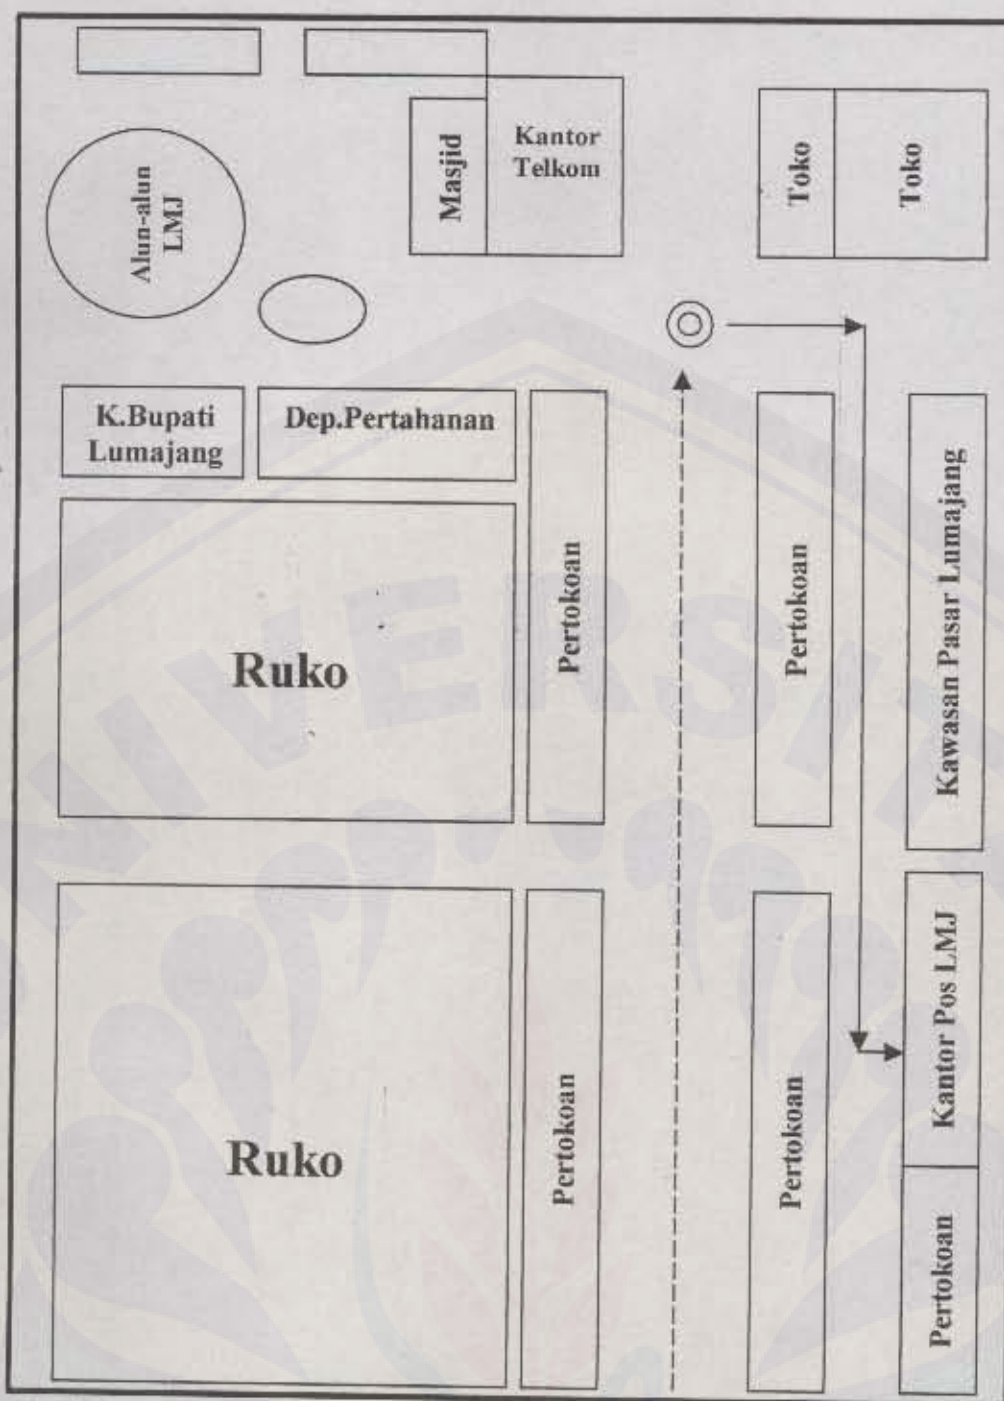 Masjid
Kantor
Telkom
Toko
Toko
Alun-alun
LMJ
K.Bupati
Lumajang
Dep.Pertahanan
Pertokoan
Pertokoan
Kawasan Pasar Lumajang
Ruko
UNIVERSIT
Ruko
Pertokoan
Pertokoan
Kantor Pos LMJ
Pertokoan